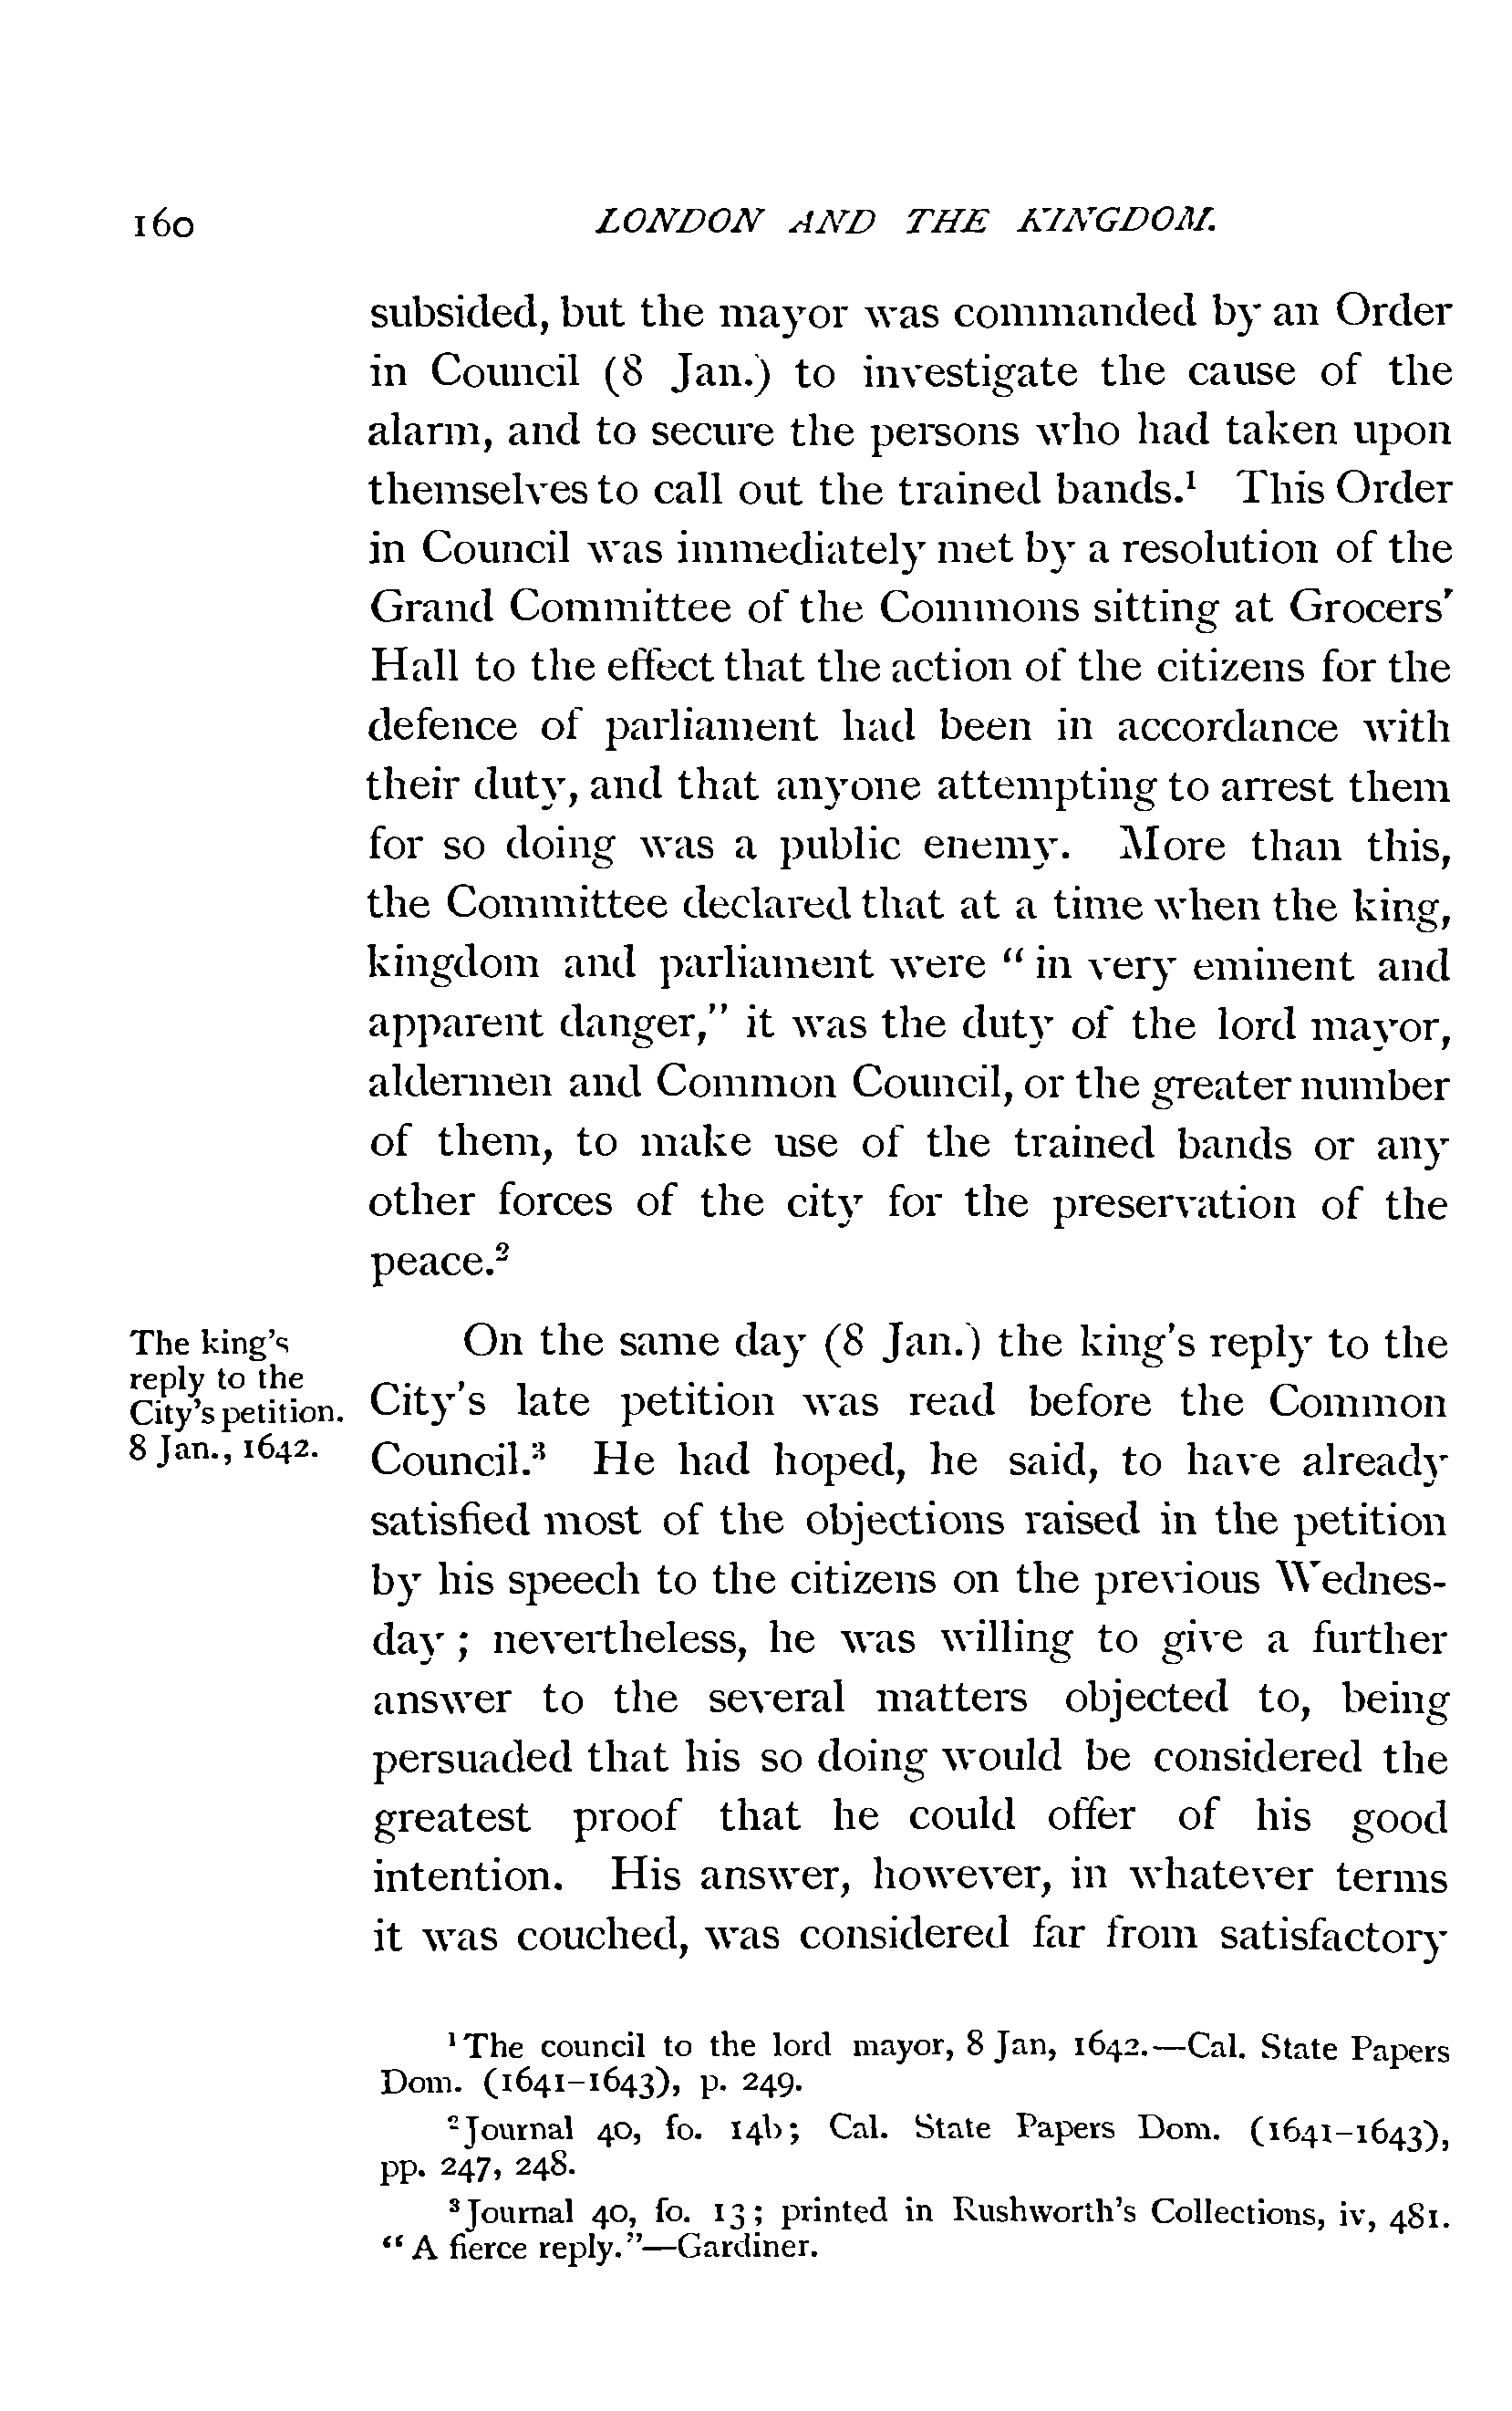 160 LONDON AND THE KINGDOM.
subsided, but the mayor was commanded by an Order
in Council (8 Jan.) to investigate the cause of the
alarm, and to secure the persons who had taken upon
themselves to call out the trained bands.¹ This Order
in Council was immediately met by a resolution of the
Grand Committee of the Commons sitting at Grocers'
Hall to the effect that the action of the citizens for the
defence of parliament had been in accordance with
their duty, and that anyone attempting to arrest them
for so doing was a public enemy. More than this,
the Committee declared that at a time when the king,
kingdom and parliament were “ in very eminent and
apparent danger,” it was the duty of the lord mayor,
aldermen and Common Council, or the greater number
of them, to make use of the trained bands or any
other forces of the city for the preservation of the
peace.²
The king's
reply to the
City's petition.
8 Jan., 1642.
On the same day (8 Jan.) the king's reply to the
City's late petition was read before the Common
Council.³ He had hoped, he said, to have already
satisfied most of the objections raised in the petition
by his speech to the citizens on the previous Wednes-
day ; nevertheless, he was willing to give a further
answer to the several matters objected to, being
persuaded that his so doing would be considered the
greatest proof that he could offer of his good
intention. His answer, however, in whatever terms
it was couched, was considered far from satisfactory
¹ The council to the lord mayor, 8 Jan, 1642.—Cal. State Papers
Dom. (1641–1643), p. 249.
² Journal 40, fo. 14b; Cal. State Papers Dom. (1641–1643),
pp. 247, 248.
³ Journal 40, fo. 13; printed in Rushworth's Collections, iv, 481.
“ A fierce reply.”—Gardiner.